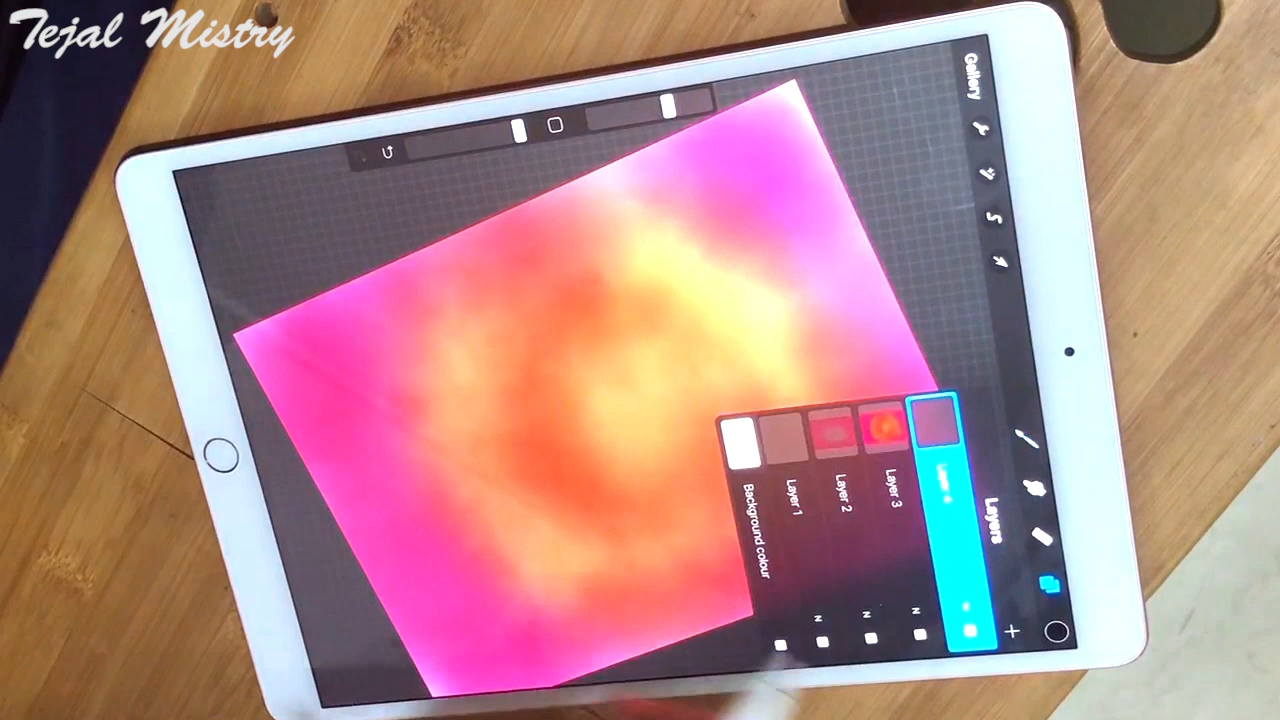 Tejal Mistry
Gallery
Layers
Layer 3
N
Layer 2
N
Layer 1
N
Background colour